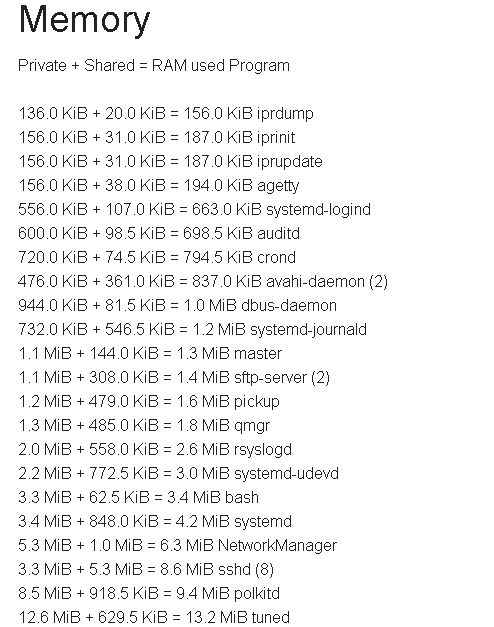 Memory
Private + Shared = RAM used Program
136.0 KiB + 20.0 KiB = 156.0 KiB iprdump
156.0 KiB + 31.0 KiB = 187.0 KiB iprinit
156.0 KiB + 31.0 KiB = 187.0 KiB iprupdate
156.0 KiB + 38.0 KiB = 194.0 KiB agetty
556.0 KiB + 107.0 KiB = 663.0 KiB systemd-logind
600.0 KiB + 98.5 KiB = 698.5 KiB auditd
720.0 KiB + 74.5 KiB = 794.5 KiB crond
476.0 KiB + 361.0 KiB = 837.0 KiB avahi-daemon (2)
944.0 KiB + 81.5 KiB = 1.0 MiB dbus-daemon
732.0 KiB + 546.5 KiB = 1.2 MiB systemd-journald
1.1 MiB + 144.0 KiB = 1.3 MiB master
1.1 MiB + 308.0 KiB = 1.4 MiB sftp-server (2)
1.2 MiB + 479.0 KiB = 1.6 MiB pickup
1.3 MiB + 485.0 KiB = 1.8 MiB qmgr
2.0 MiB + 558.0 KiB = 2.6 MiB rsyslogd
2.2 MiB + 772.5 KiB = 3.0 MiB systemd-udevd
3.3 MiB + 62.5 KiB = 3.4 MiB bash
3.4 MiB + 848.0 KiB = 4.2 MiB systemd
5.3 MiB + 1.0 MiB = 6.3 MiB NetworkManager
3.3 MiB + 5.3 MiB = 8.6 MiB sshd (8)
8.5 MiB + 918.5 KiB = 9.4 MiB polkitd
12.6 MiB + 629.5 KiB = 13.2 MiB tuned